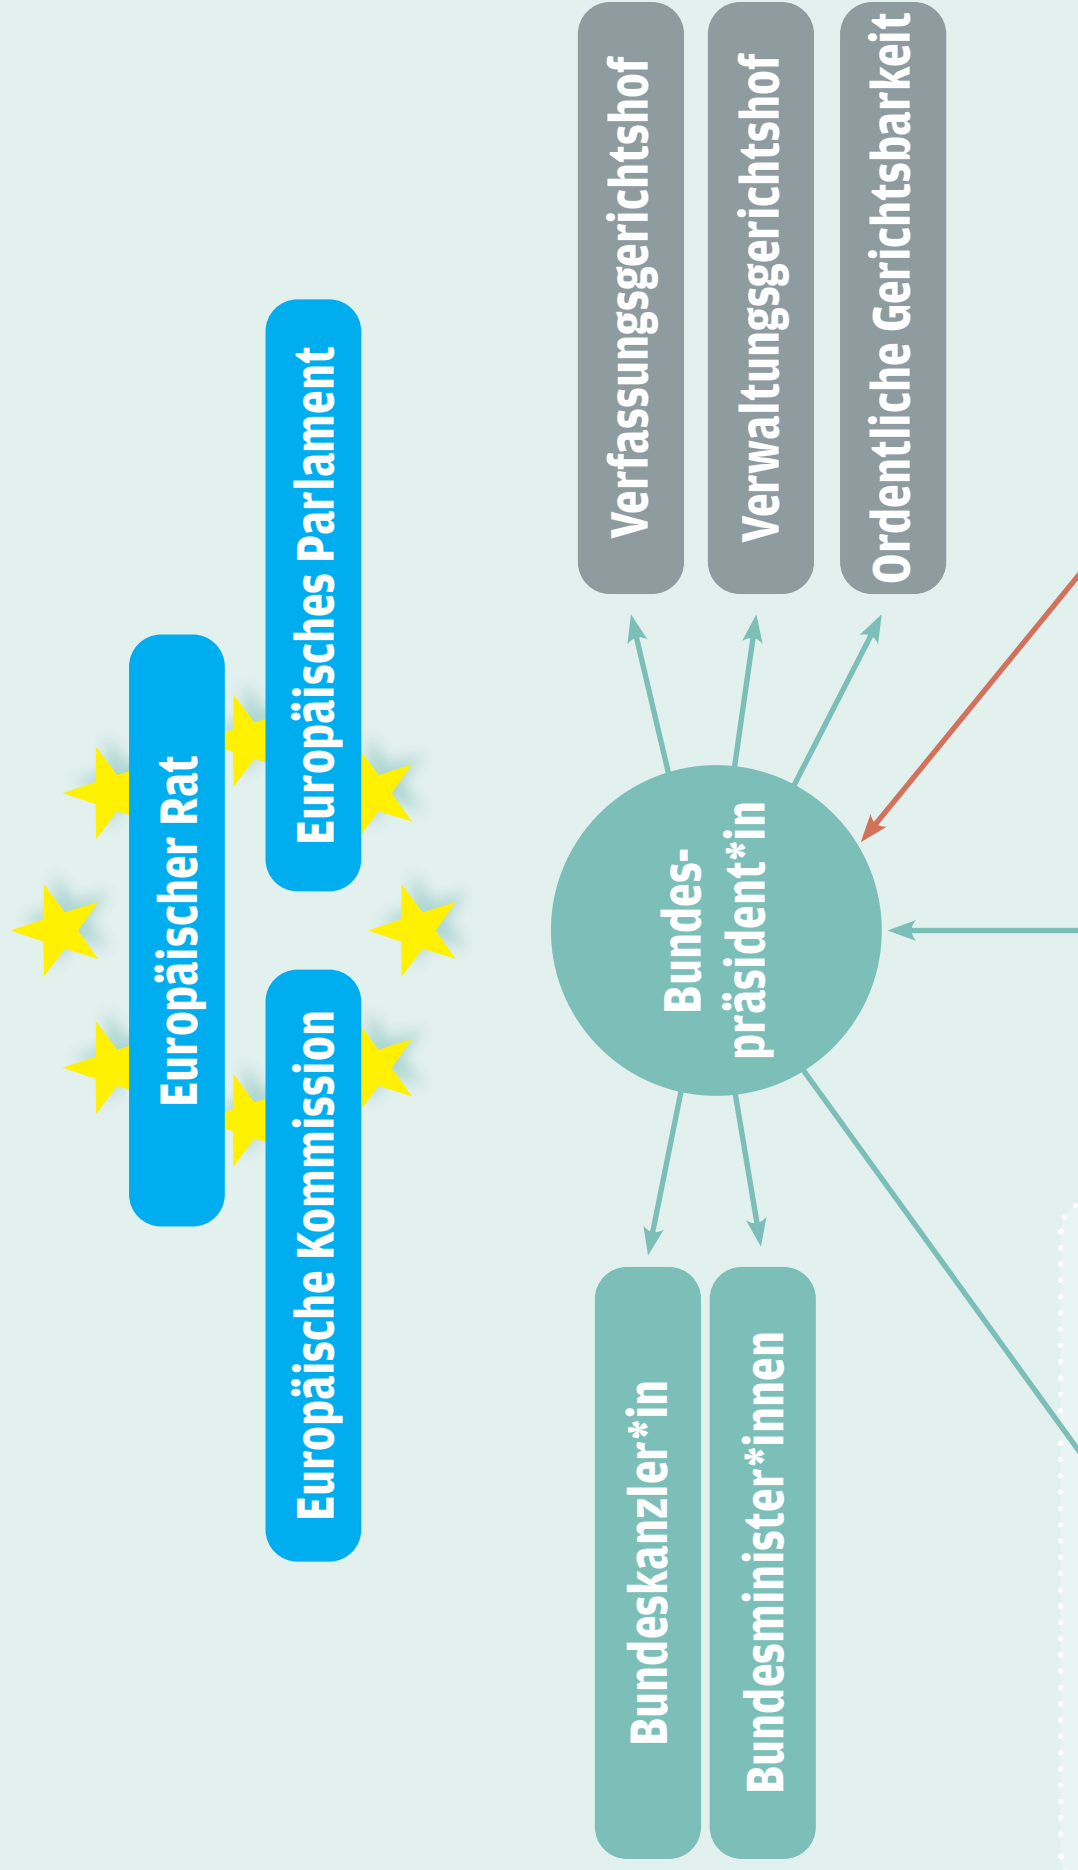 Europäischer Rat
Europäische Kommission
Europäisches Parlament
Bundeskanzler*in
Bundesminister*innen
Bundes-
präsident*in
Verfassungsgerichtshof
Verwaltungsgerichtshof
Ordentliche Gerichtsbarkeit